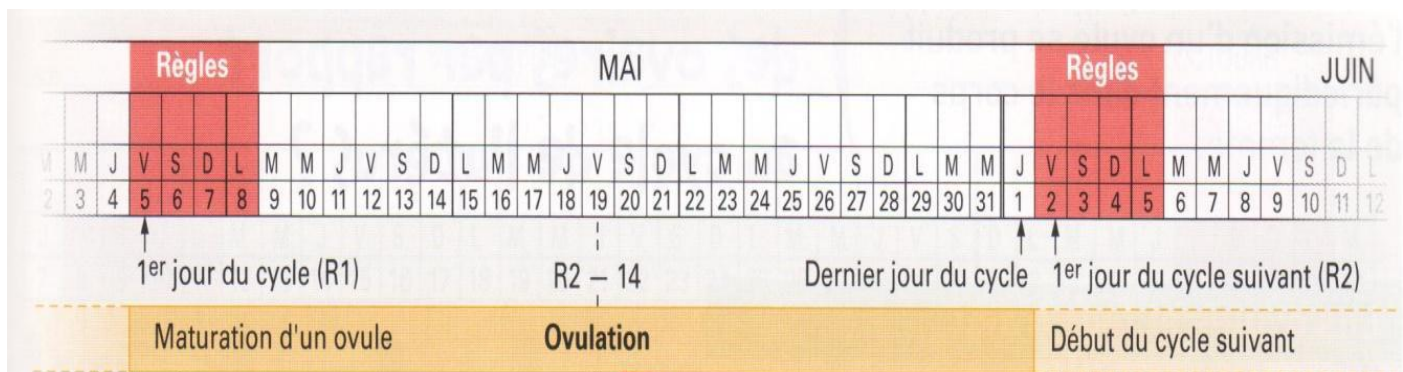 Règles MAI Règles JUIN
M M J V S D L M M J V S D L M M J V S D L M M J V S D L M M J V S D L M M J V S D L
2 3 4 5 6 7 8 9 10 11 12 13 14 15 16 17 18 19 20 21 22 23 24 25 26 27 28 29 30 31 1 2 3 4 5 6 7 8 9 10 11 12
1er jour du cycle (R1) R2 – 14 Dernier jour du cycle 1er jour du cycle suivant (R2)
Maturation d'un ovule Ovulation Début du cycle suivant